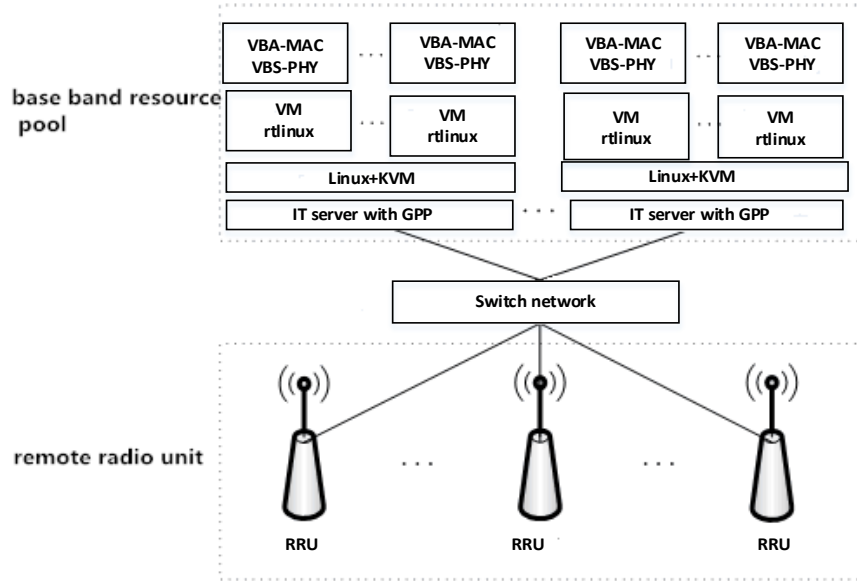 VBA-MAC
VBS-PHY
...
VBA-MAC
VBS-PHY
VBA-MAC
VBS-PHY
...
VBA-MAC
VBS-PHY
base band resource
pool
VM
rtlinux
...
VM
rtlinux
VM
rtlinux
...
VM
rtlinux
Linux+KVM
Linux+KVM
IT server with GPP
...
IT server with GPP
Switch network
remote radio unit
...
...
RRU
RRU
RRU